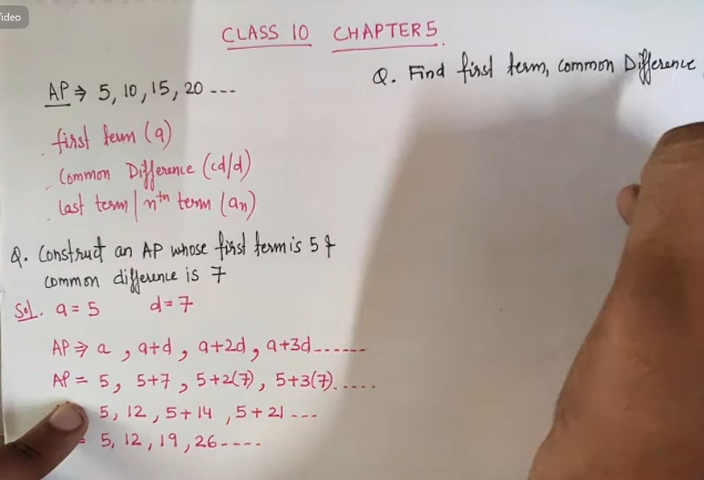 ideo
CLASS 10 CHAPTER 5.
AP ⇒ 5, 10, 15, 20 ---
first term (a)
Common Difference (cd/d)
last term / nth term (an)
Q. Construct an AP whose first term is 5 &
common difference is 7
Sol. a = 5 d = 7
AP ⇒ a, a+d, a+2d, a+3d......
AP = 5, 5+7, 5+2(7), 5+3(7).....
5, 12, 5+14, 5+21 ---
= 5, 12, 19, 26----
Q. Find first term, common Difference